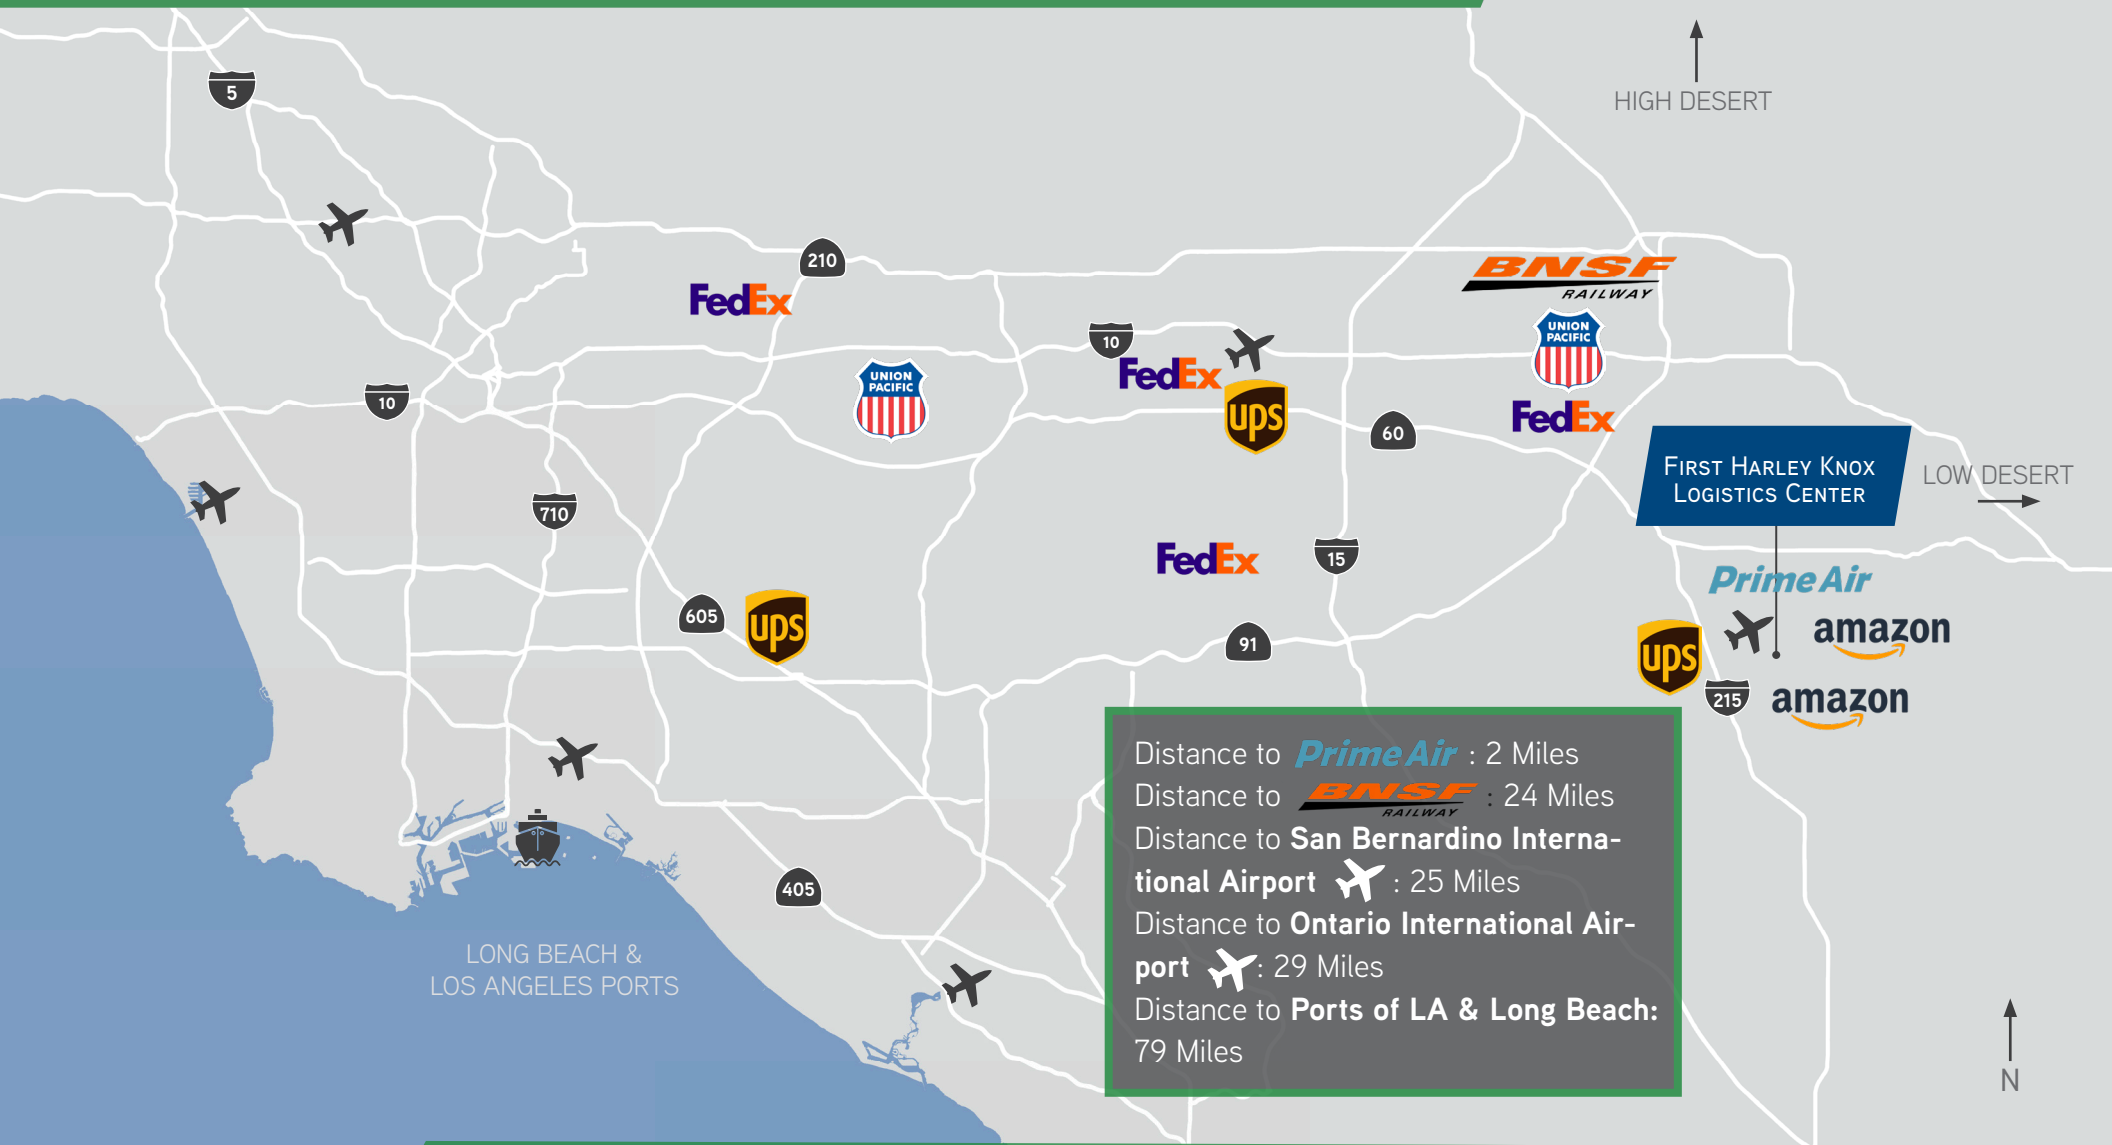 5
HIGH DESERT
210
BNSF
RAILWAY
FedEx
10
UNION
PACIFIC
FedEx
UNION
PACIFIC
10
ups
FedEx
60
FIRST HARLEY KNOX
LOGISTICS CENTER
LOW DESERT
710
FedEx
15
Prime Air
605
ups
91
ups
amazon
215
amazon
Distance to Prime Air : 2 Miles
Distance to BNSF RAILWAY : 24 Miles
Distance to San Bernardino Interna-
tional Airport : 25 Miles
Distance to Ontario International Air-
port : 29 Miles
Distance to Ports of LA & Long Beach:
79 Miles
405
LONG BEACH &
LOS ANGELES PORTS
N